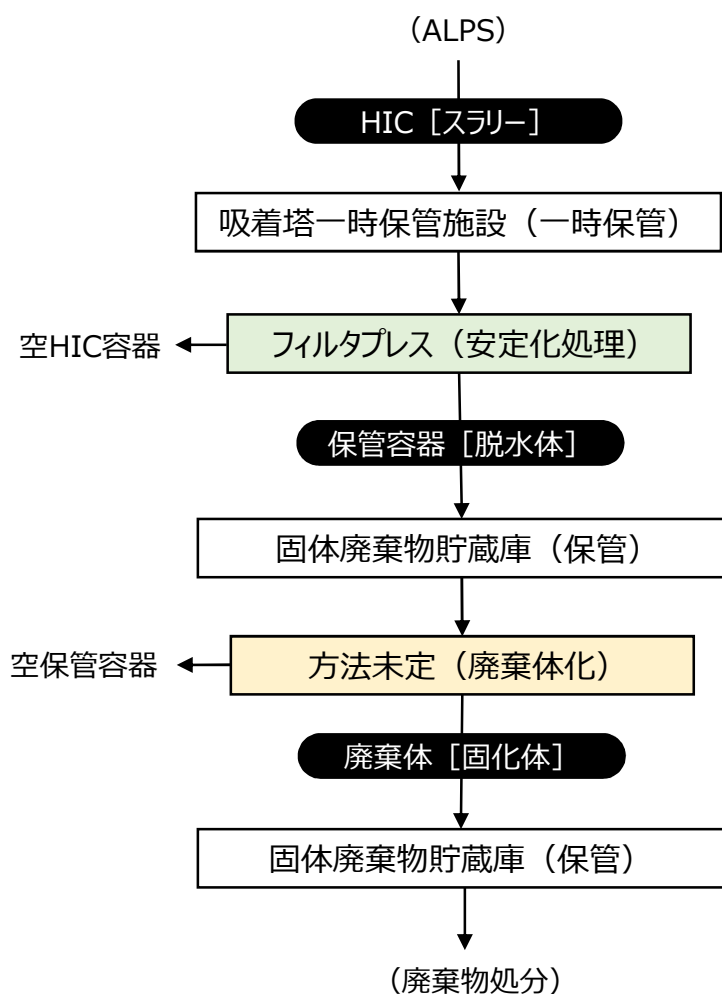 （ALPS）
HIC［スラリー］
吸着塔一時保管施設（一時保管）
空HIC容器
フィルタプレス（安定化処理）
保管容器［脱水体］
固体廃棄物貯蔵庫（保管）
空保管容器
方法未定（廃棄体化）
廃棄体［固化体］
固体廃棄物貯蔵庫（保管）
（廃棄物処分）